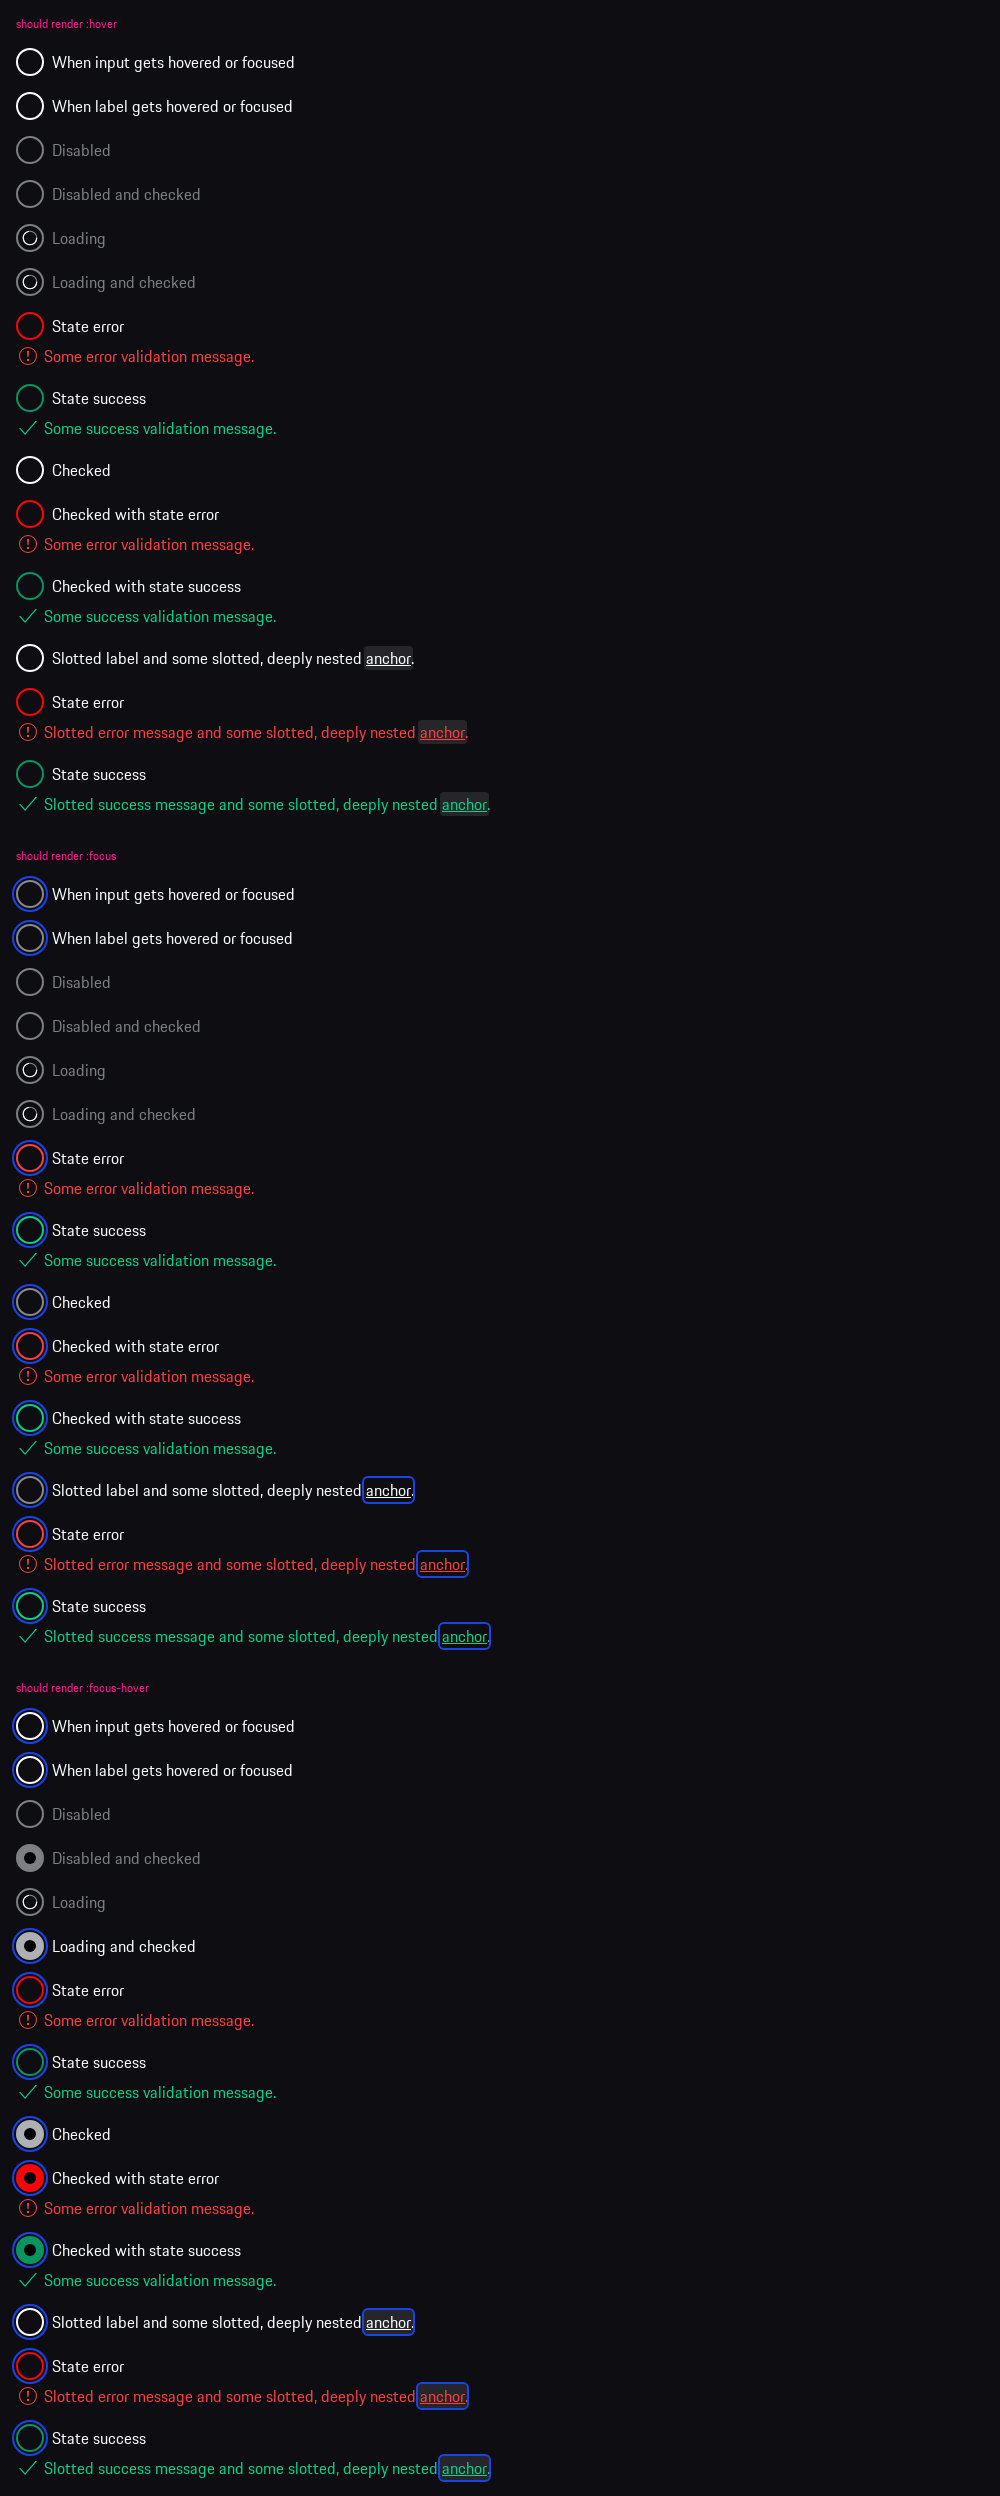 should render :hover
When input gets hovered or focused
When label gets hovered or focused
Disabled
Disabled and checked
Loading
Loading and checked
State error
Some error validation message.
State success
Some success validation message.
Checked
Checked with state error
Some error validation message.
Checked with state success
Some success validation message.
Slotted label and some slotted, deeply nested anchor.
State error
Slotted error message and some slotted, deeply nested anchor.
State success
Slotted success message and some slotted, deeply nested anchor.
should render :focus
When input gets hovered or focused
When label gets hovered or focused
Disabled
Disabled and checked
Loading
Loading and checked
State error
Some error validation message.
State success
Some success validation message.
Checked
Checked with state error
Some error validation message.
Checked with state success
Some success validation message.
Slotted label and some slotted, deeply nested anchor.
State error
Slotted error message and some slotted, deeply nested anchor.
State success
Slotted success message and some slotted, deeply nested anchor.
should render :focus-hover
When input gets hovered or focused
When label gets hovered or focused
Disabled
Disabled and checked
Loading
Loading and checked
State error
Some error validation message.
State success
Some success validation message.
Checked
Checked with state error
Some error validation message.
Checked with state success
Some success validation message.
Slotted label and some slotted, deeply nested anchor.
State error
Slotted error message and some slotted, deeply nested anchor.
State success
Slotted success message and some slotted, deeply nested anchor.